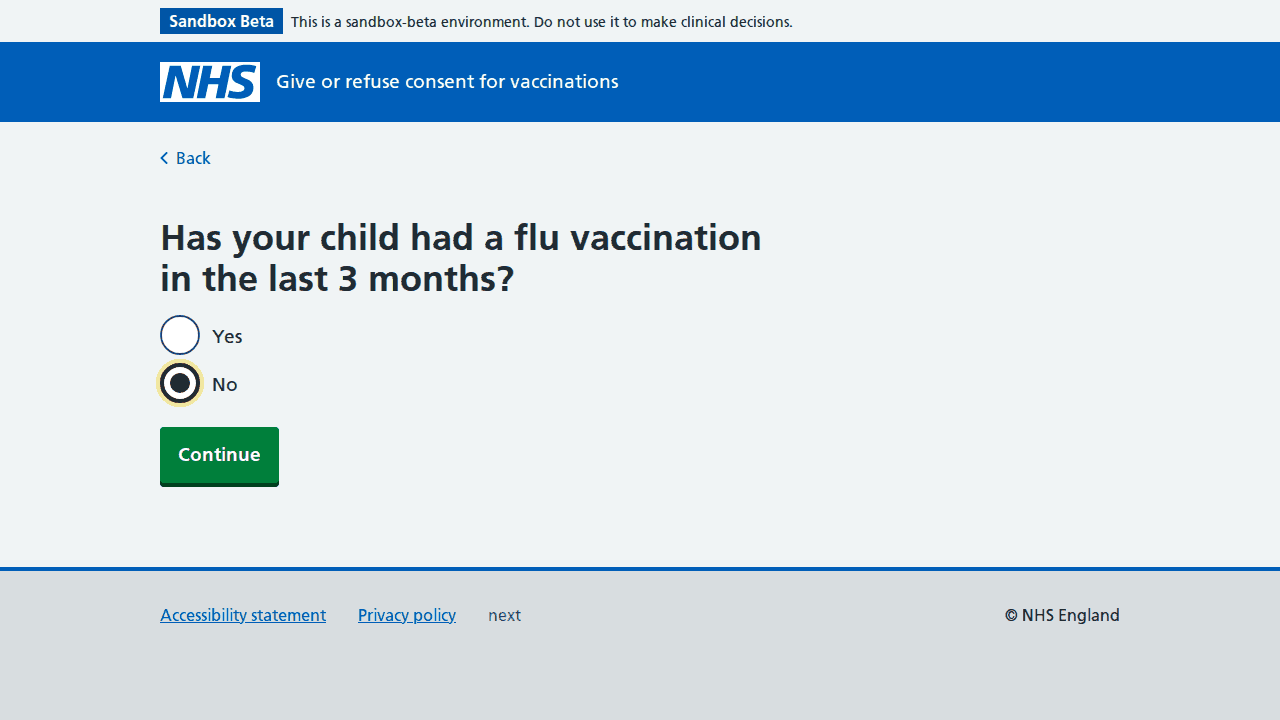 Sandbox Beta This is a sandbox-beta environment. Do not use it to make clinical decisions.
NHS Give or refuse consent for vaccinations
Back
Has your child had a flu vaccination
in the last 3 months?
Yes
No
Continue
Accessibility statement Privacy policy next © NHS England